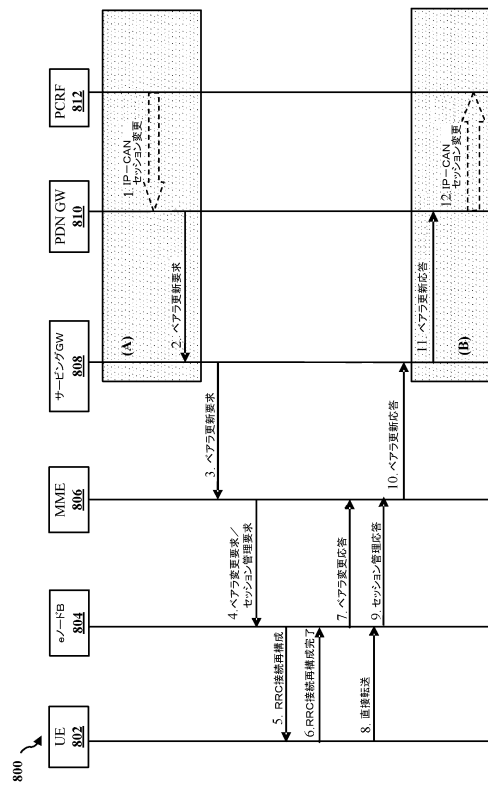 800
UE
802
eノードB
804
MME
806
サービングGW
808
PDN GW
810
PCRF
812
(A)
1. IP－CAN
セッション変更
2. ベアラ更新要求
3. ベアラ更新要求
4. ベアラ変更要求／
セッション管理要求
5. RRC接続再構成
6.RRC接続再構成完了
7. ベアラ変更応答
8. 直接転送
9. セッション管理応答
10. ベアラ更新応答
11. ベアラ更新応答
(B)
12. IP－CAN
セッション変更